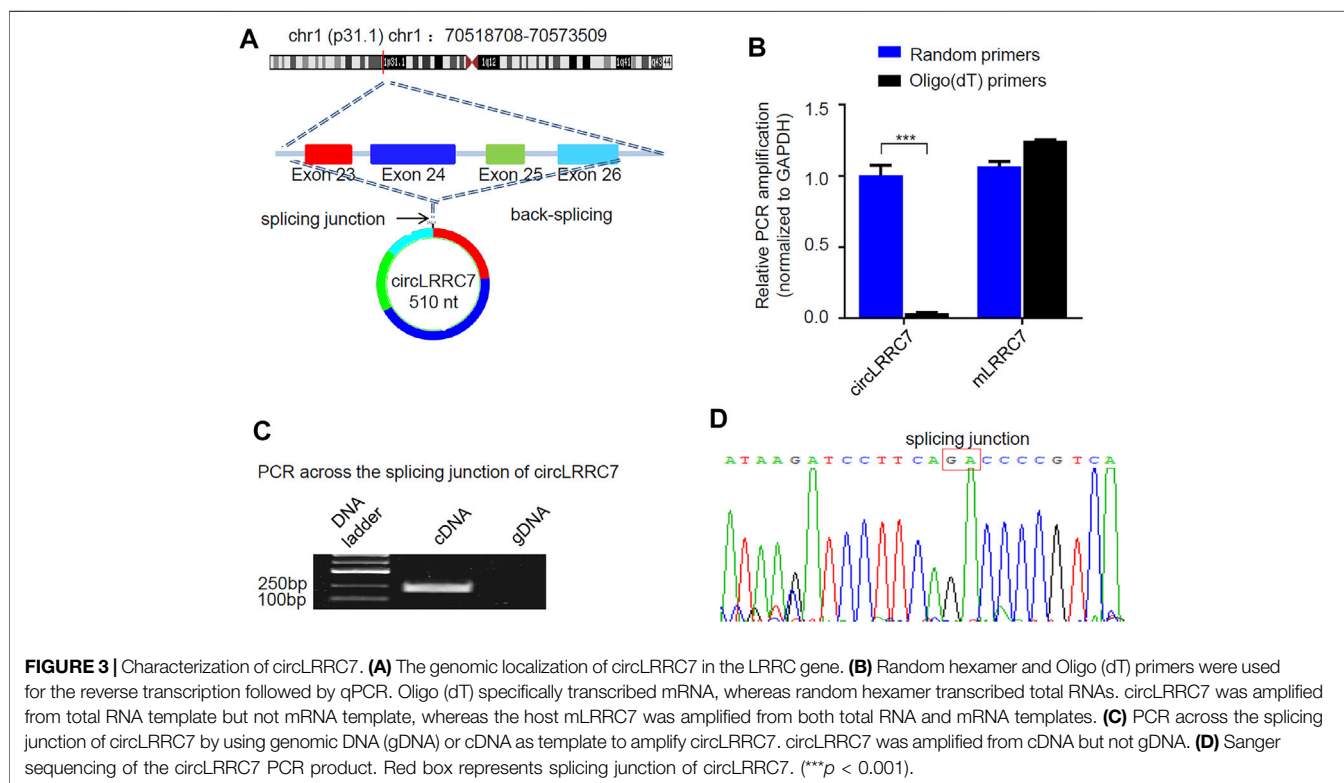 A
chr1 (p31.1) chr1 : 70518708-70573509
1p31.1 1q12 1q41 q43 44
Exon 23 Exon 24 Exon 25 Exon 26
splicing junction back-splicing
circLRRC7
510 nt
B
Random primers
Oligo(dT) primers
Relative PCR amplification
(normalized to GAPDH)
1.5
1.25
1.0
0.5
0.0
***
circLRRC7 mLRRC7
C
PCR across the splicing junction of circLRRC7
DNA
ladder
cDNA
gDNA
250bp
100bp
D
splicing junction
A T A A G A T C C T T C A G A C C C C G T C A
FIGURE 3 | Characterization of circLRRC7. (A) The genomic localization of circLRRC7 in the LRRC gene. (B) Random hexamer and Oligo (dT) primers were used
for the reverse transcription followed by qPCR. Oligo (dT) specifically transcribed mRNA, whereas random hexamer transcribed total RNAs. circLRRC7 was amplified
from total RNA template but not mRNA template, whereas the host mLRRC7 was amplified from both total RNA and mRNA templates. (C) PCR across the splicing
junction of circLRRC7 by using genomic DNA (gDNA) or cDNA as template to amplify circLRRC7. circLRRC7 was amplified from cDNA but not gDNA. (D) Sanger
sequencing of the circLRRC7 PCR product. Red box represents splicing junction of circLRRC7. (***p < 0.001).